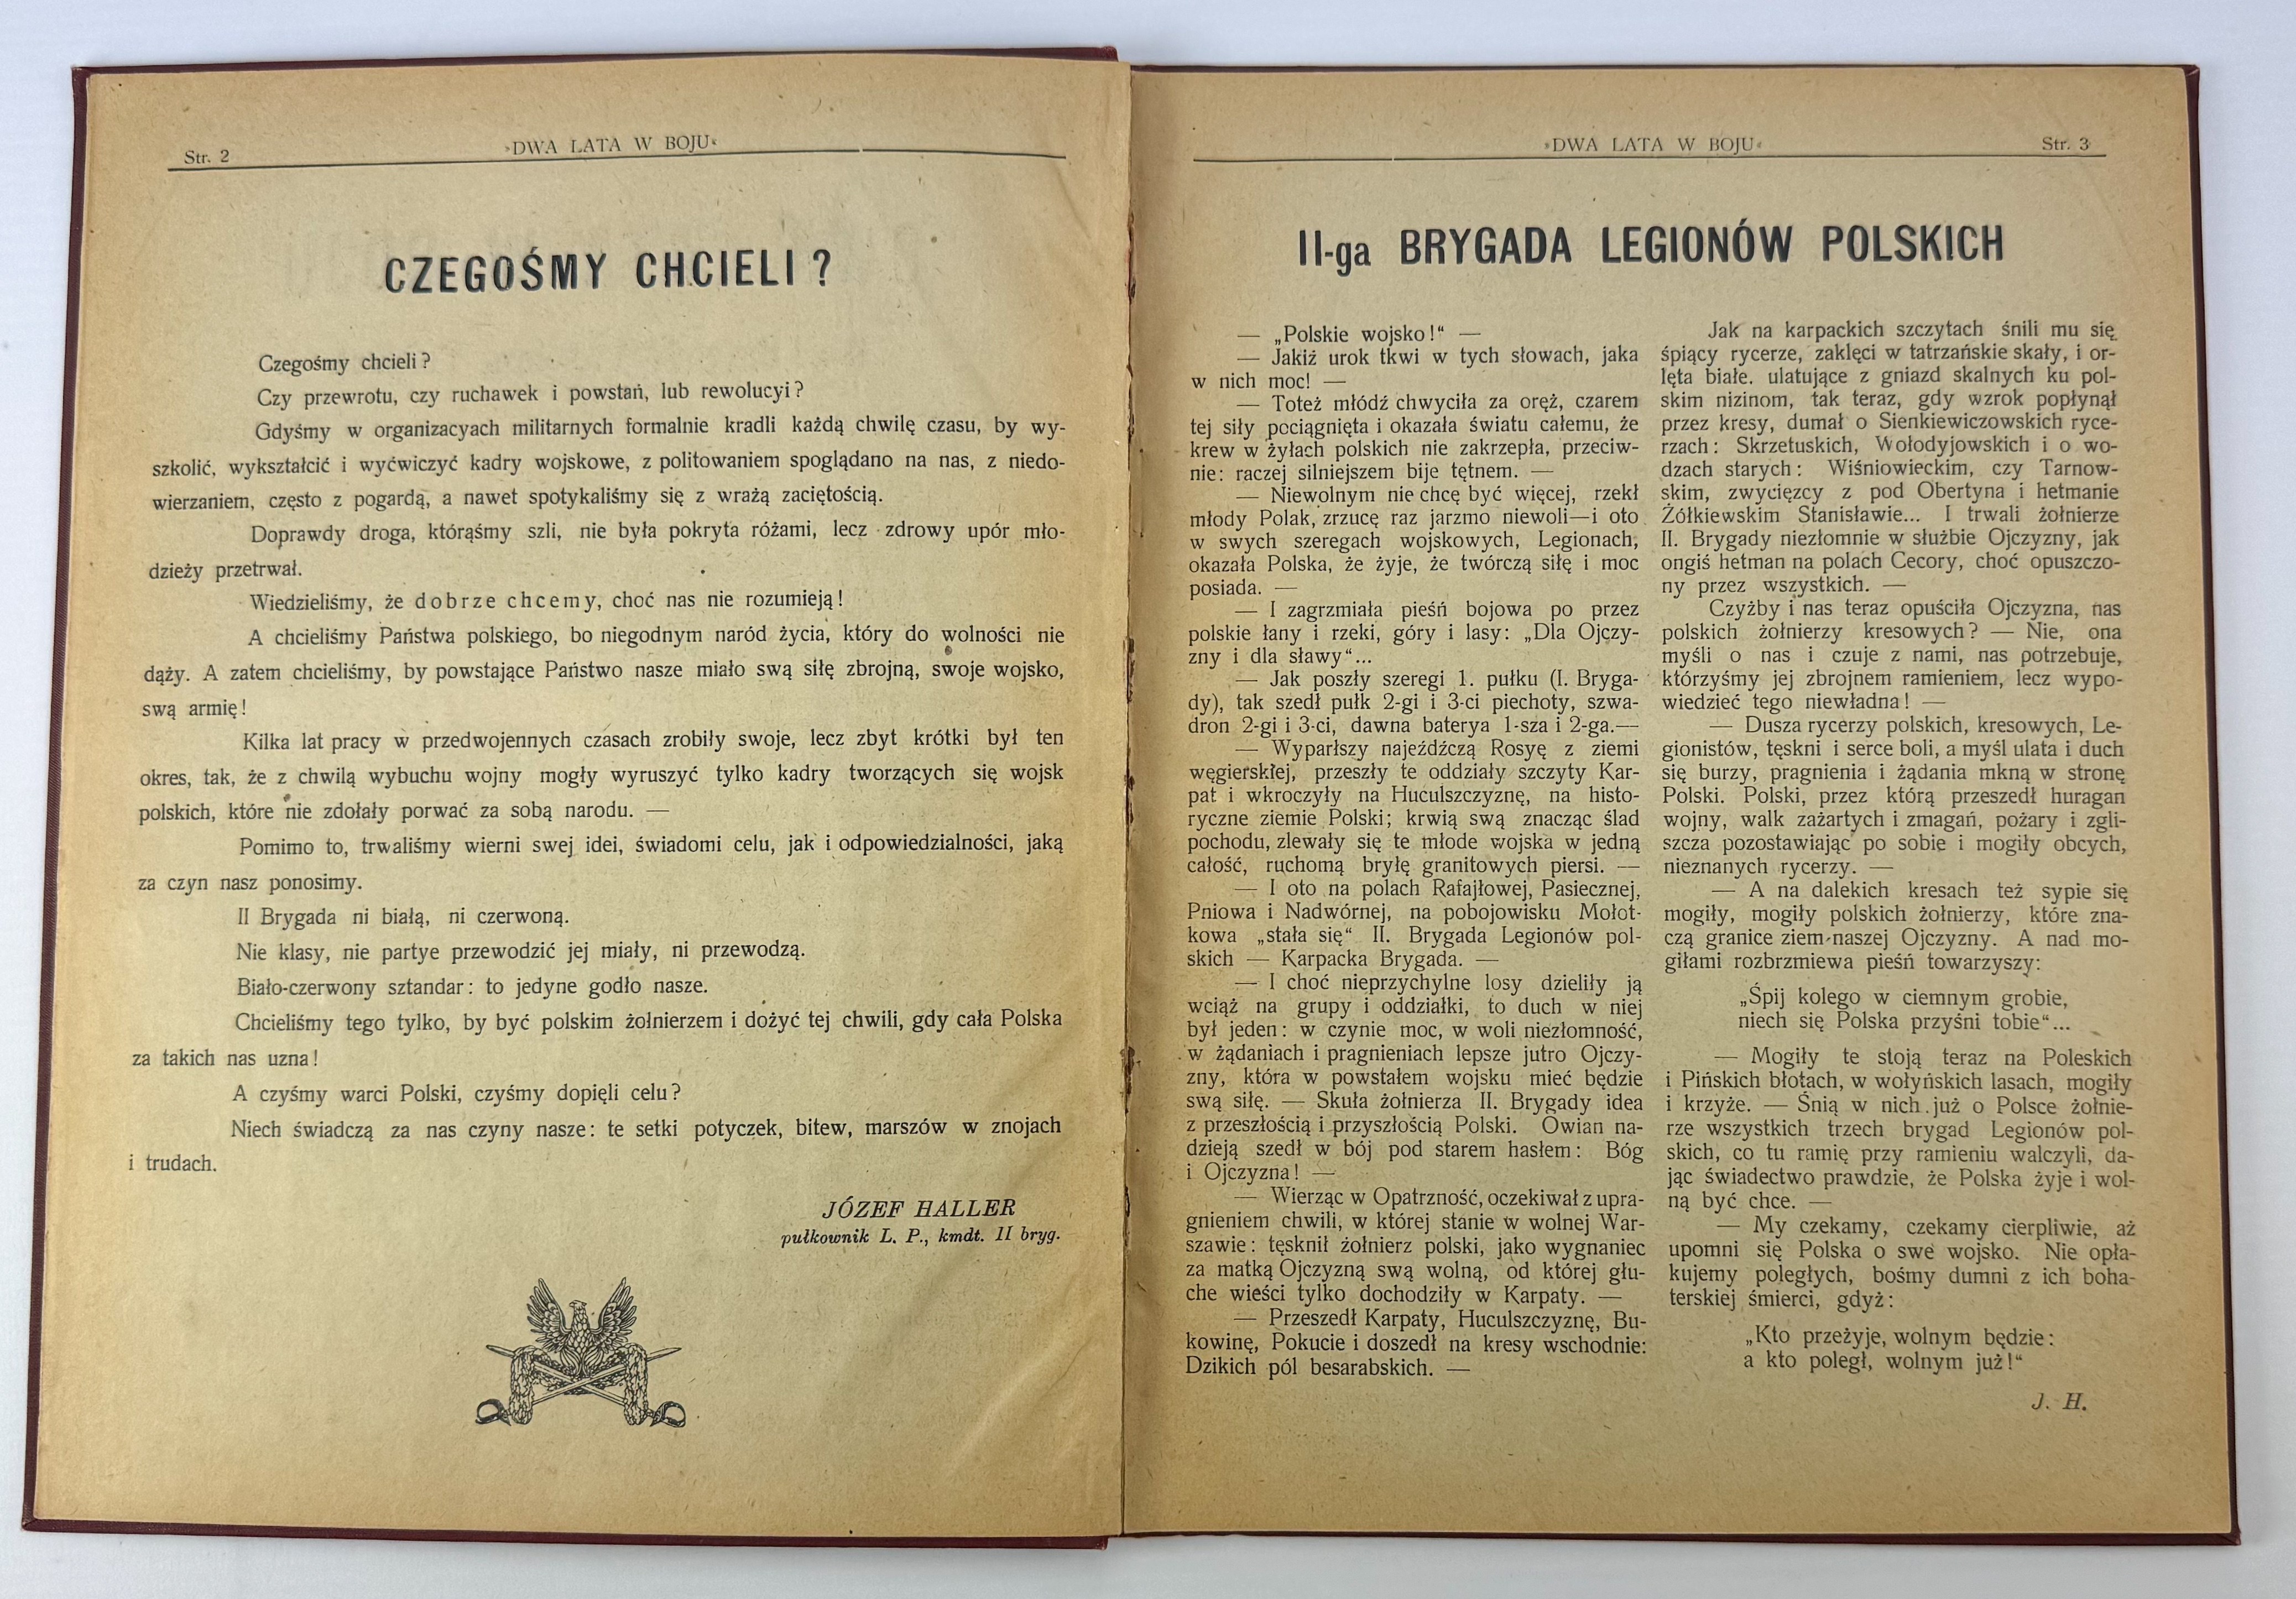 Str. 2
»DWA LATA W BOJU«
CZEGOŚMY CHCIELI?
Czegośmy chcieli?
Czy przewrotu, czy ruchawek i powstań, lub rewolucyi?
Gdyśmy w organizacyach militarnych formalnie kradli każdą chwilę czasu, by wy-
szkolić, wykształcić i wyćwiczyć kadry wojskowe, z politowaniem spoglądano na nas, z niedo-
wierzaniem, często z pogardą, a nawet spotykaliśmy się z wrażą zaciętością.
Doprawdy droga, którąśmy szli, nie była pokryta różami, lecz zdrowy upór mło-
dzieży przetrwał.
Wiedzieliśmy, że dobrze chcemy, choć nas nie rozumieją!
A chcieliśmy Państwa polskiego, bo niegodnym naród życia, który do wolności nie
dąży. A zatem chcieliśmy, by powstające Państwo nasze miało swą siłę zbrojną, swoje wojsko,
swą armię!
Kilka lat pracy w przedwojennych czasach zrobiły swoje, lecz zbyt krótki był ten
okres, tak, że z chwilą wybuchu wojny mogły wyruszyć tylko kadry tworzących się wojsk
polskich, które nie zdołały porwać za sobą narodu. —
Pomimo to, trwaliśmy wierni swej idei, świadomi celu, jak i odpowiedzialności, jaką
za czyn nasz ponosimy.
II Brygada ni białą, ni czerwoną.
Nie klasy, nie partye przewodzić jej miały, ni przewodzą.
Biało-czerwony sztandar: to jedyne godło nasze.
Chcieliśmy tego tylko, by być polskim żołnierzem i dożyć tej chwili, gdy cała Polska
za takich nas uzna!
A czyśmy warci Polski, czyśmy dopięli celu?
Niech świadczą za nas czyny nasze: te setki potyczek, bitew, marszów w znojach
i trudach.
JÓZEF HALLER
pułkownik L. P., kmdt. II bryg.
»DWA LATA W BOJU«
Str. 3
II-ga BRYGADA LEGIONÓW POLSKICH
— „Polskie wojsko!“ —
— Jakiż urok tkwi w tych słowach, jaka
w nich moc! —
— Toteż młódź chwyciła za oręż, czarem
tej siły pociągnięta i okazała światu całemu, że
krew w żyłach polskich nie zakrzepła, przeciw-
nie: raczej silniejszem bije tętnem. —
— Niewolnym nie chcę być więcej, rzekł
młody Polak, zrzucę raz jarzmo niewoli—i oto
w swych szeregach wojskowych, Legionach,
okazała Polska, że żyje, że twórczą siłę i moc
posiada. —
— I zagrzmiała pieśń bojowa po przez
polskie łany i rzeki, góry i lasy: „Dla Ojczy-
zny i dla sławy“...
— Jak poszły szeregi 1. pułku (I. Bryga-
dy), tak szedł pułk 2-gi i 3-ci piechoty, szwa-
dron 2-gi i 3-ci, dawna baterya 1-sza i 2-ga.—
— Wyparłszy najeźdźczą Rosyę z ziemi
węgierskiej, przeszły te oddziały szczyty Kar-
pat i wkroczyły na Huculszczyznę, na histo-
ryczne ziemie Polski; krwią swą znacząc ślad
pochodu, zlewały się te młode wojska w jedną
całość, ruchomą bryłę granitowych piersi. —
— I oto na polach Rafajłowej, Pasiecznej,
Pniowa i Nadwórnej, na pobojowisku Mołot-
kowa „stała się“ II. Brygada Legionów pol-
skich — Karpacka Brygada. —
— I choć nieprzychylne losy dzieliły ją
wciąż na grupy i oddziałki, to duch w niej
był jeden: w czynie moc, w woli niezłomność,
w żądaniach i pragnieniach lepsze jutro Ojczy-
zny, która w powstałem wojsku mieć będzie
swą siłę. — Skuła żołnierza II. Brygady idea
z przeszłością i przyszłością Polski. Owian na-
dzieją szedł w bój pod starem hasłem: Bóg
i Ojczyzna! —
— Wierząc w Opatrzność, oczekiwał z upra-
gnieniem chwili, w której stanie w wolnej War-
szawie: tęsknił żołnierz polski, jako wygnaniec
za matką Ojczyzną swą wolną, od której głu-
che wieści tylko dochodziły w Karpaty. —
— Przeszedł Karpaty, Huculszczyznę, Bu-
kowinę, Pokucie i doszedł na kresy wschodnie:
Dzikich pól besarabskich. —
Jak na karpackich szczytach śnili mu się
śpiący rycerze, zaklęci w tatrzańskie skały, i or-
lęta białe. ulatujące z gniazd skalnych ku pol-
skim nizinom, tak teraz, gdy wzrok popłynął
przez kresy, dumał o Sienkiewiczowskich ryce-
rzach: Skrzetuskich, Wołodyjowskich i o wo-
dzach starych: Wiśniowieckim, czy Tarnow-
skim, zwycięzcy z pod Obertyna i hetmanie
Żółkiewskim Stanisławie... I trwali żołnierze
II. Brygady niezłomnie w służbie Ojczyzny, jak
ongiś hetman na polach Cecory, choć opuszczo-
ny przez wszystkich. —
Czyżby i nas teraz opuściła Ojczyzna, nas
polskich żołnierzy kresowych? — Nie, ona
myśli o nas i czuje z nami, nas potrzebuje,
którzyśmy jej zbrojnem ramieniem, lecz wypo-
wiedzieć tego niewładna! —
— Dusza rycerzy polskich, kresowych, Le-
gionistów, tęskni i serce boli, a myśl ulata i duch
się burzy, pragnienia i żądania mkną w stronę
Polski. Polski, przez którą przeszedł huragan
wojny, walk zażartych i zmagań, pożary i zgli-
szcza pozostawiając po sobie i mogiły obcych,
nieznanych rycerzy. —
— A na dalekich kresach też sypie się
mogiły, mogiły polskich żołnierzy, które zna-
czą granice ziem naszej Ojczyzny. A nad mo-
giłami rozbrzmiewa pieśń towarzyszy:
„Śpij kolego w ciemnym grobie,
niech się Polska przyśni tobie“...
— Mogiły te stoją teraz na Poleskich
i Pińskich błotach, w wołyńskich lasach, mogiły
i krzyże. — Śnią w nich już o Polsce żołnie-
rze wszystkich trzech brygad Legionów pol-
skich, co tu ramię przy ramieniu walczyli, da-
jąc świadectwo prawdzie, że Polska żyje i wol-
ną być chce. —
— My czekamy, czekamy cierpliwie, aż
upomni się Polska o swe wojsko. Nie opła-
kujemy poległych, bośmy dumni z ich boha-
terskiej śmierci, gdyż:
„Kto przeżyje, wolnym będzie:
a kto poległ, wolnym już!“
J. H.